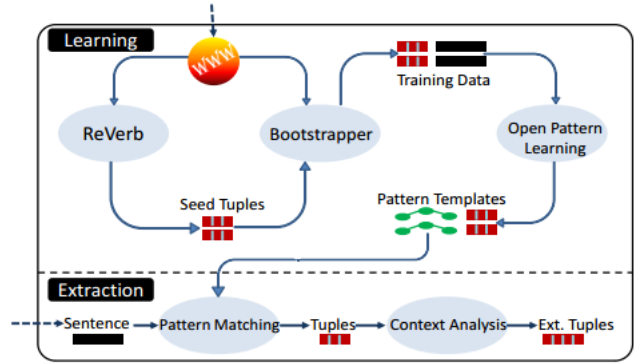 Learning
WWW
ReVerb
Bootstrapper
Training Data
Open Pattern
Learning
Seed Tuples
Pattern Templates
Extraction
Sentence
Pattern Matching
Tuples
Context Analysis
Ext. Tuples